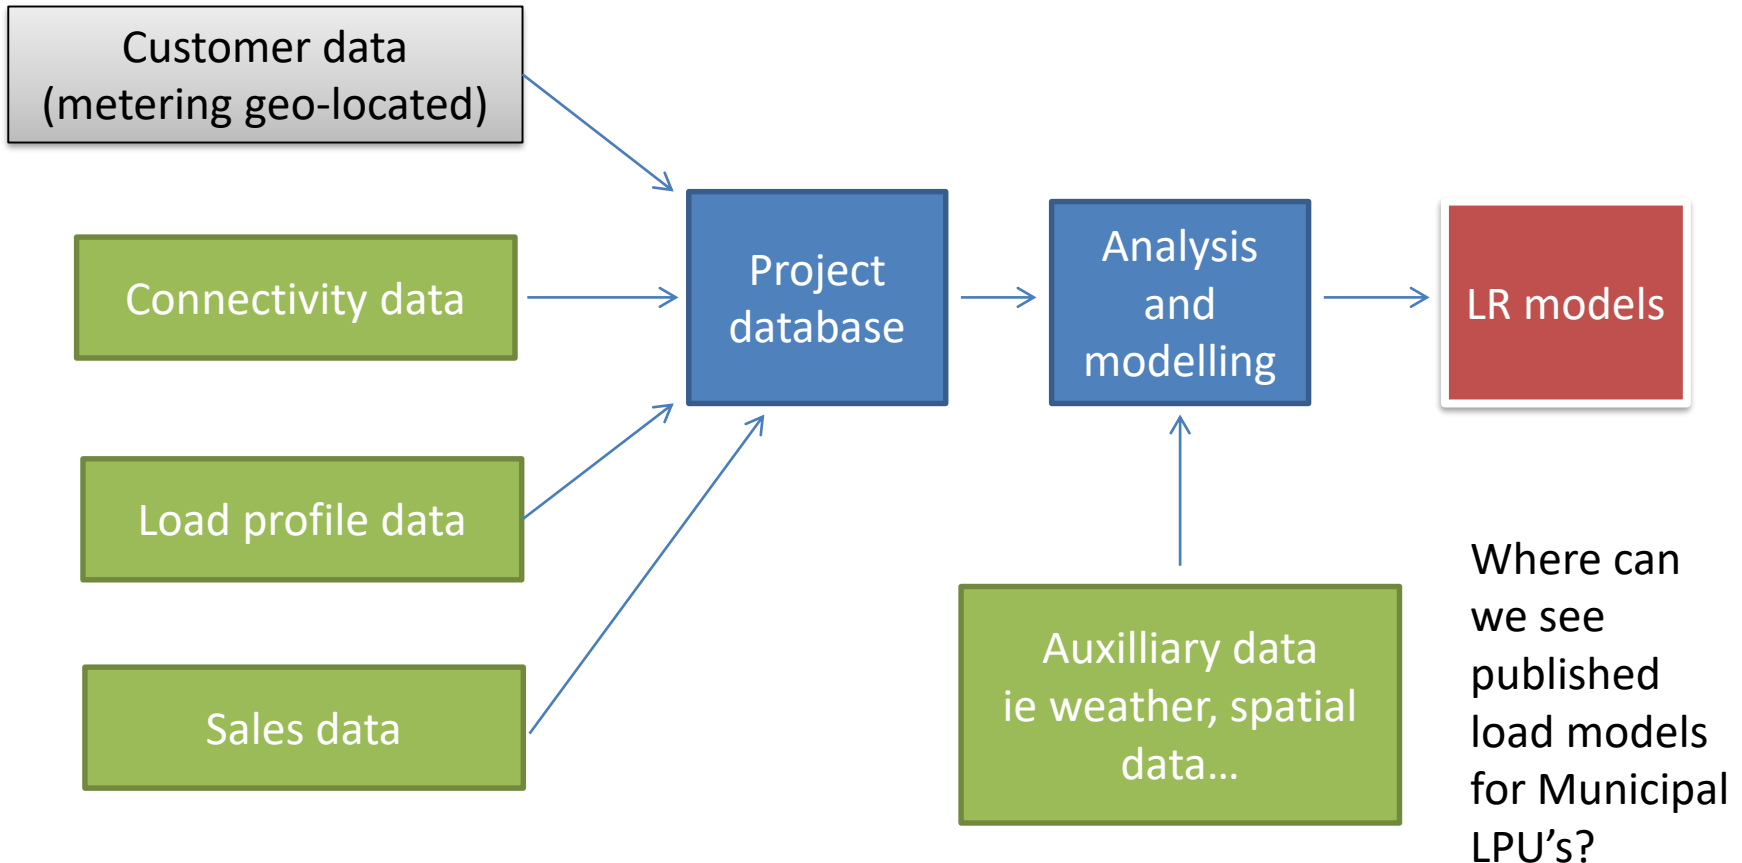 Customer data
(metering geo-located)
Connectivity data
Load profile data
Sales data
Project
database
Analysis
and
modelling
LR models
Auxilliary data
ie weather, spatial
data...
Where can
we see
published
load models
for Municipal
LPU's?